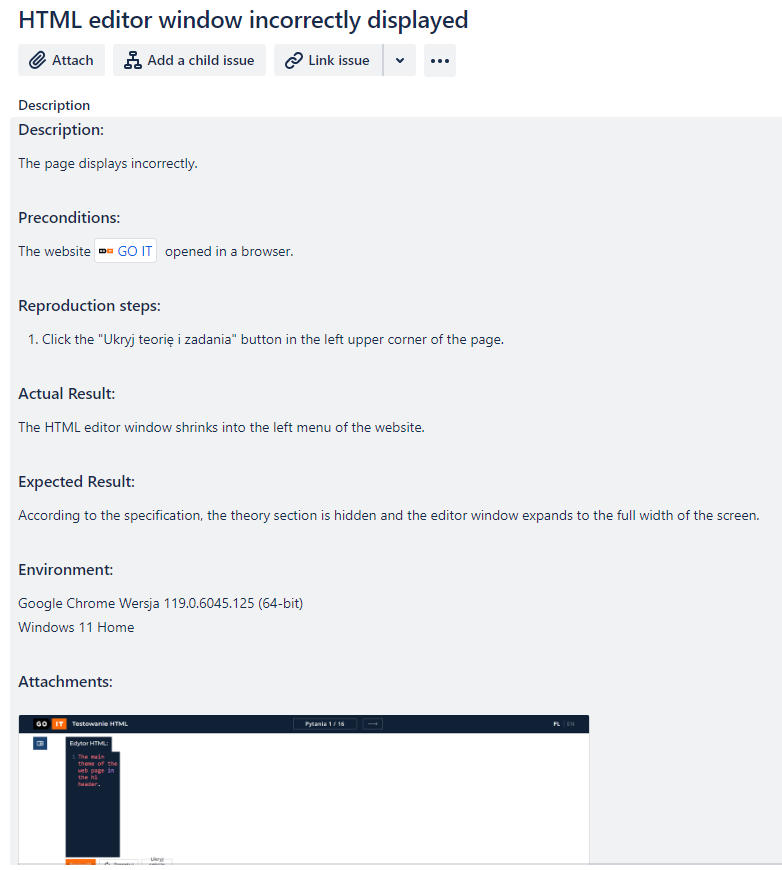 HTML editor window incorrectly displayed
Attach Add a child issue Link issue
Description
Description:
The page displays incorrectly.
Preconditions:
The website GO IT opened in a browser.
Reproduction steps:
1. Click the "Ukryj teorię i zadania" button in the left upper corner of the page.
Actual Result:
The HTML editor window shrinks into the left menu of the website.
Expected Result:
According to the specification, the theory section is hidden and the editor window expands to the full width of the screen.
Environment:
Google Chrome Wersja 119.0.6045.125 (64-bit)
Windows 11 Home
Attachments:
GO IT Testowanie HTML Pytania 1 / 16 PL EN
Edytor HTML:
1 The main
theme of the
web page in
the h1
header.
Ukryj